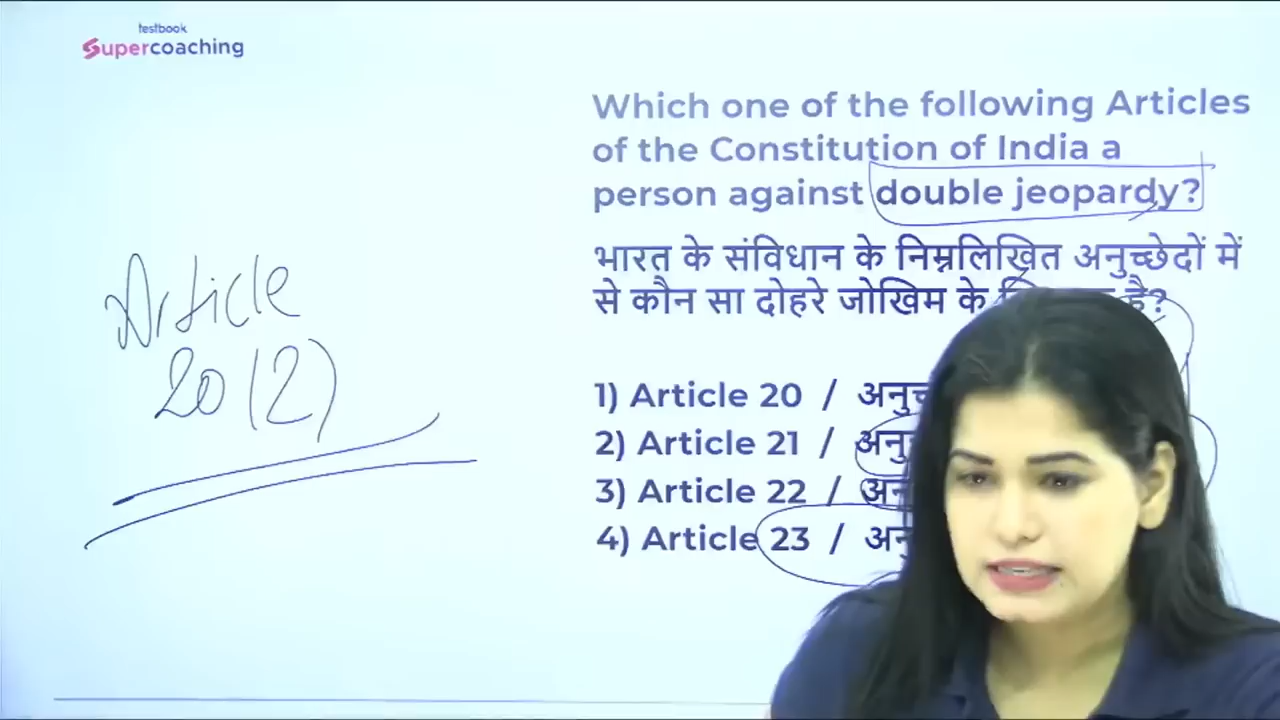 testbook
Supercoaching
Which one of the following Articles
of the Constitution of India a
person against double jeopardy?
भारत के संविधान के निम्नलिखित अनुच्छेदों में
से कौन सा दोहरे जोखिम के है?
Article
20 (2)
1) Article 20 /
2) Article 21 /
3) Article 22 /
4) Article 23 /